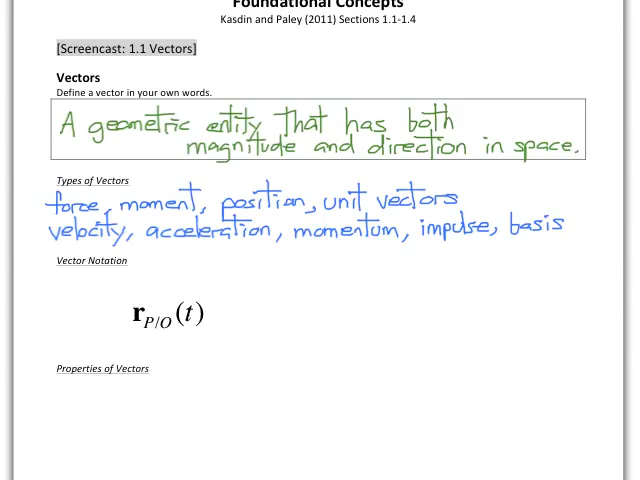 Foundational Concepts
Kasdin and Paley (2011) Sections 1.1-1.4
[Screencast: 1.1 Vectors]
Vectors
Define a vector in your own words.
A geometric entity that has both
magnitude and direction in space.
Types of Vectors
force, moment, position, unit vectors
velocity, acceleration, momentum, impulse, basis
Vector Notation
r_{P/O}(t)
Properties of Vectors